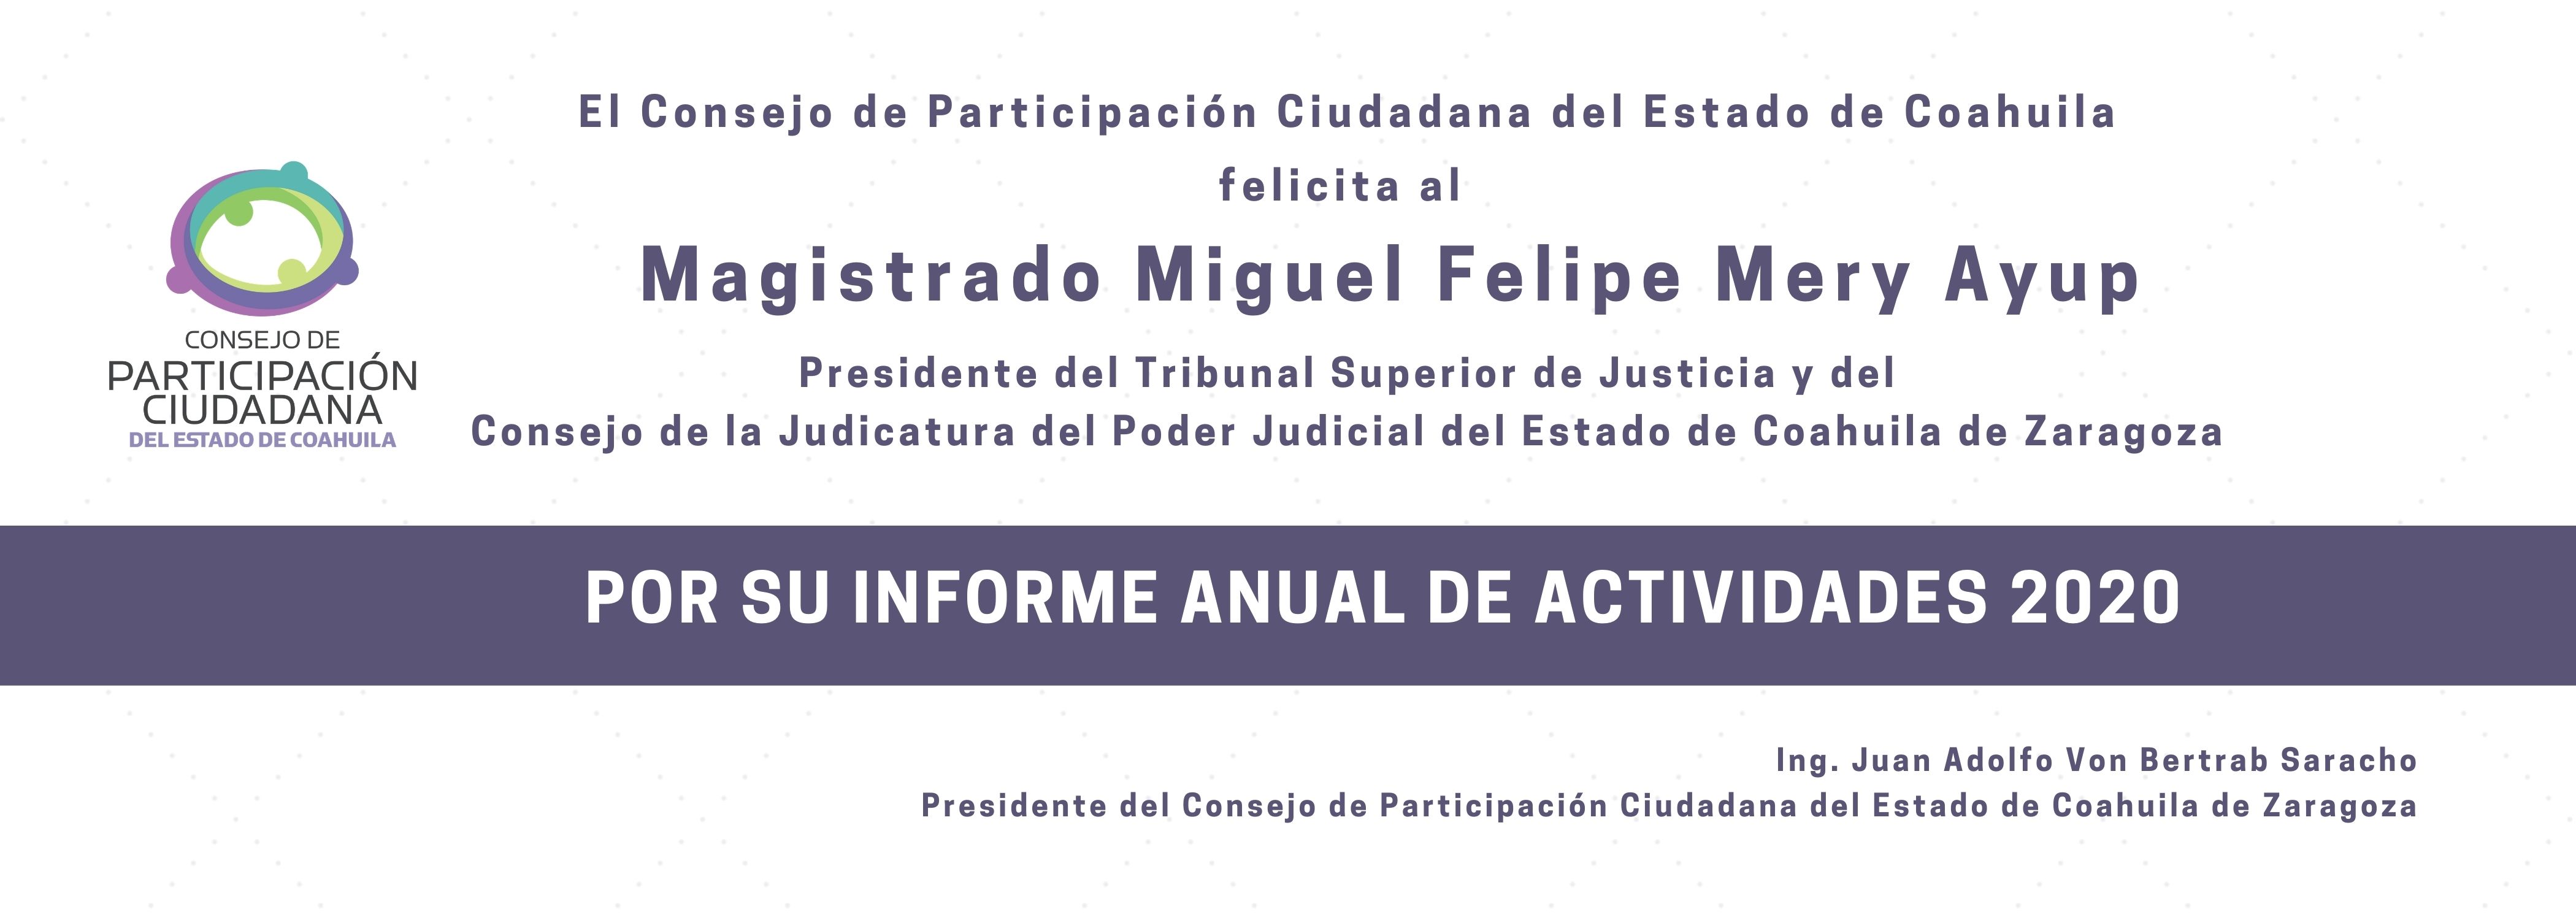 El Consejo de Participación Ciudadana del Estado de Coahuila
felicita al
Magistrado Miguel Felipe Mery Ayup
Presidente del Tribunal Superior de Justicia y del
Consejo de la Judicatura del Poder Judicial del Estado de Coahuila de Zaragoza
CONSEJO DE
PARTICIPACIÓN
CIUDADANA
DEL ESTADO DE COAHUILA
POR SU INFORME ANUAL DE ACTIVIDADES 2020
Ing. Juan Adolfo Von Bertrab Saracho
Presidente del Consejo de Participación Ciudadana del Estado de Coahuila de Zaragoza